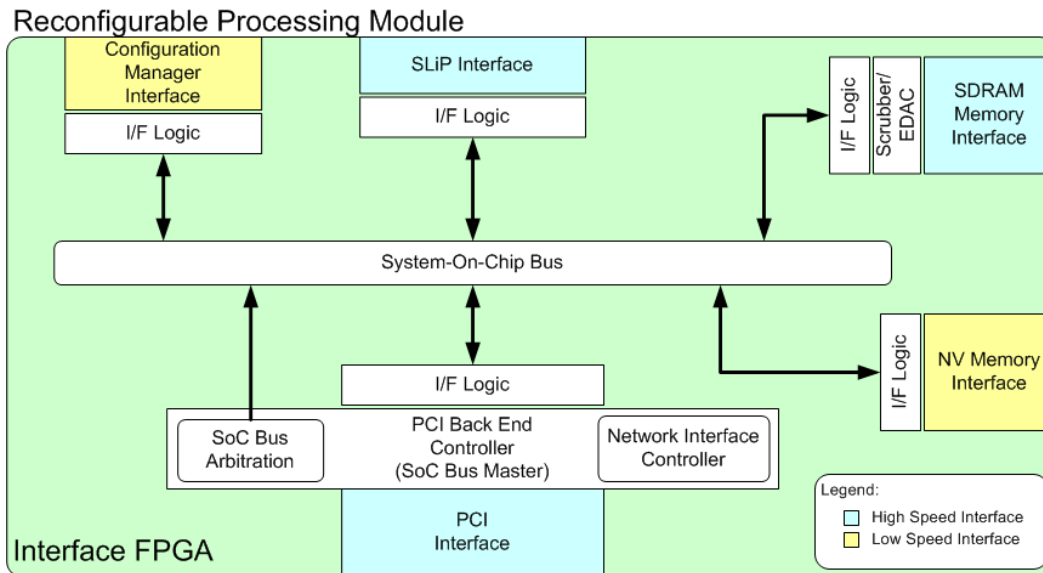 Reconfigurable Processing Module
Configuration
Manager
Interface
I/F Logic
SLiP Interface
I/F Logic
I/F Logic
Scrubber/
EDAC
SDRAM
Memory
Interface
System-On-Chip Bus
I/F Logic
NV Memory
Interface
I/F Logic
SoC Bus
Arbitration
PCI Back End
Controller
(SoC Bus Master)
Network Interface
Controller
PCI
Interface
Interface FPGA
Legend:
High Speed Interface
Low Speed Interface